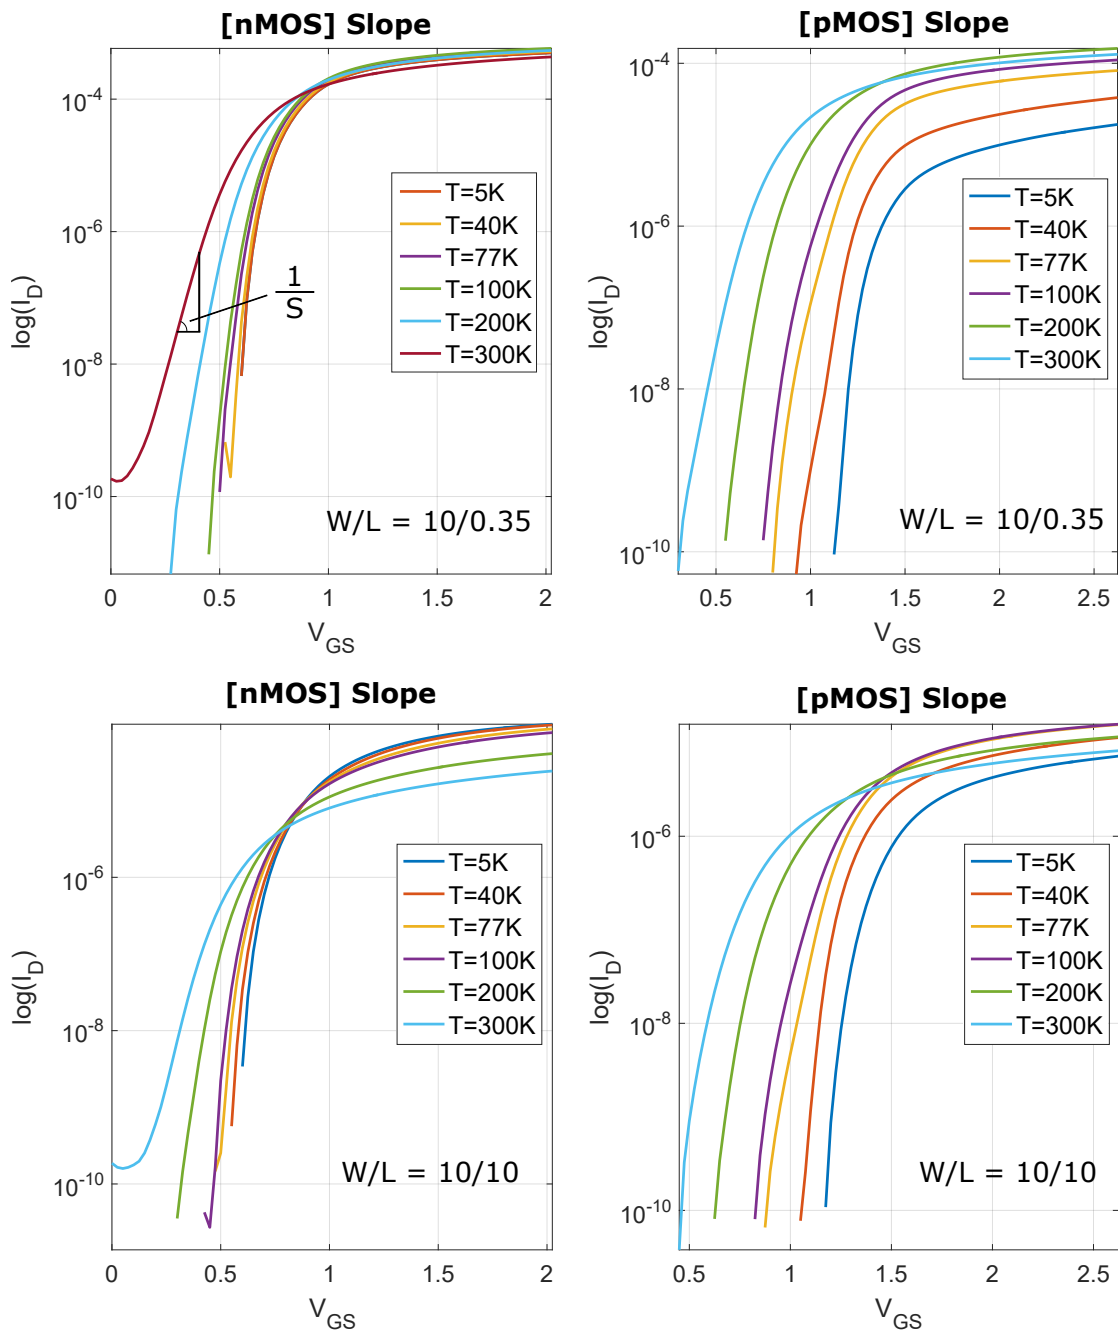 [nMOS] Slope
10^-4
10^-6
10^-8
10^-10
log(I_D)
T=5K
T=40K
T=77K
T=100K
T=200K
T=300K
1
S
W/L = 10/0.35
0 0.5 1 1.5 2
V_GS
[pMOS] Slope
10^-4
10^-6
10^-8
10^-10
log(I_D)
T=5K
T=40K
T=77K
T=100K
T=200K
T=300K
W/L = 10/0.35
0.5 1 1.5 2 2.5
V_GS
[nMOS] Slope
10^-6
10^-8
10^-10
log(I_D)
T=5K
T=40K
T=77K
T=100K
T=200K
T=300K
W/L = 10/10
0 0.5 1 1.5 2
V_GS
[pMOS] Slope
10^-6
10^-8
10^-10
log(I_D)
T=5K
T=40K
T=77K
T=100K
T=200K
T=300K
W/L = 10/10
0.5 1 1.5 2 2.5
V_GS